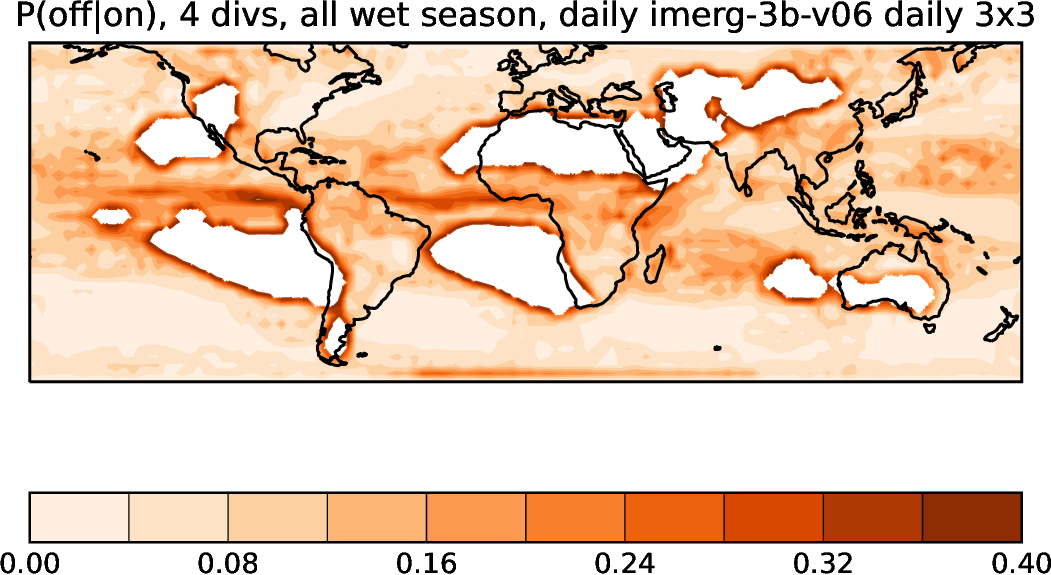 P(off|on), 4 divs, all wet season, daily imerg-3b-v06 daily 3x3
0.00 0.08 0.16 0.24 0.32 0.40